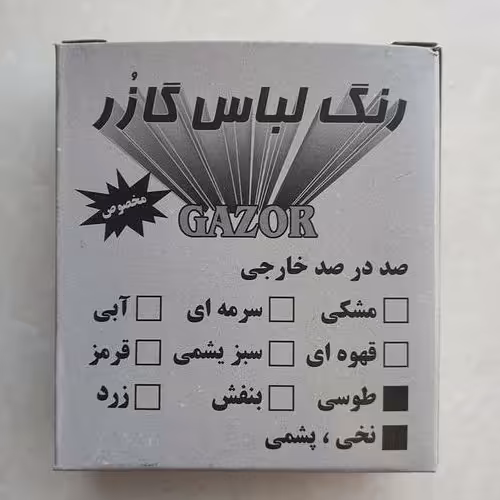 رنگ لباس گازُر
مخصوص
GAZOR
صد در صد خارجی
مشکی سرمه ای آبی
قهوه ای سبز یشمی قرمز
طوسی بنفش زرد
نخی ، پشمی